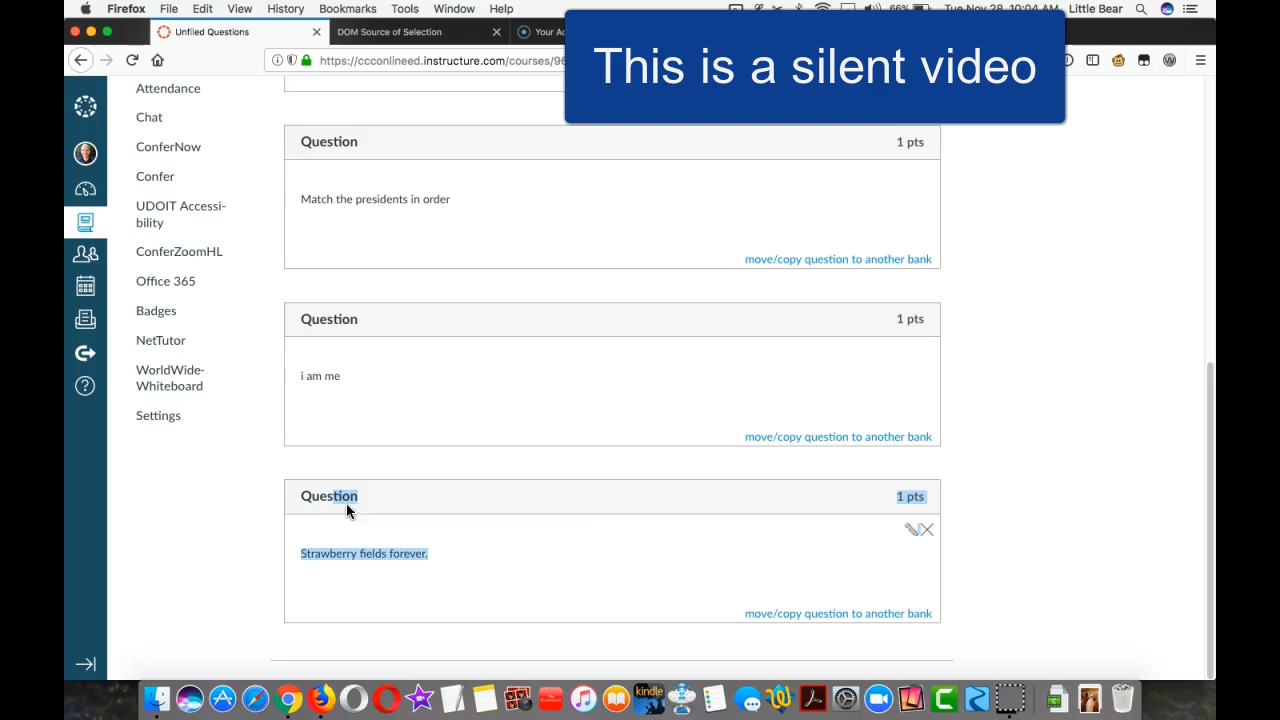 Firefox File Edit View History Bookmarks Tools Window Help 66% Tue Nov 28 10:04 AM Little Bear
Unfiled Questions DOM Source of Selection Your Ac
https://ccconlineed.instructure.com/courses/96
This is a silent video
Attendance
Chat
ConferNow
Confer
UDOIT Accessi-
bility
ConferZoomHL
Office 365
Badges
NetTutor
WorldWide-
Whiteboard
Settings
Question 1 pts
Match the presidents in order
move/copy question to another bank
Question 1 pts
i am me
move/copy question to another bank
Question 1 pts
Strawberry fields forever.
move/copy question to another bank
kindle